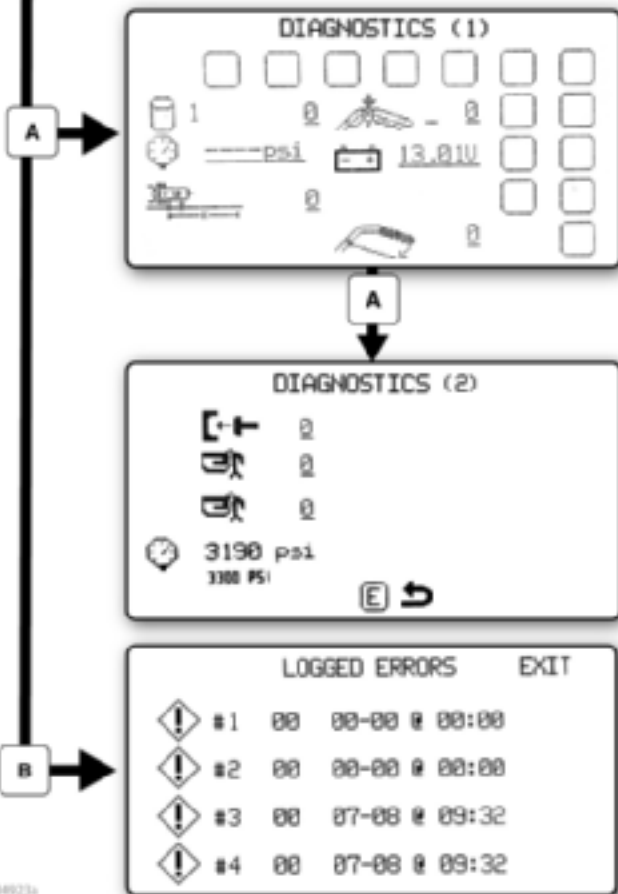 DIAGNOSTICS (1)
1 0 - 0
A
----psi 13.01U
0
0
A
DIAGNOSTICS (2)
0
0
0
3190 psi
3300 PSI
E
LOGGED ERRORS EXIT
#1 00 00-00 @ 00:00
#2 00 00-00 @ 00:00
B
#3 00 07-08 @ 09:32
#4 00 07-08 @ 09:32